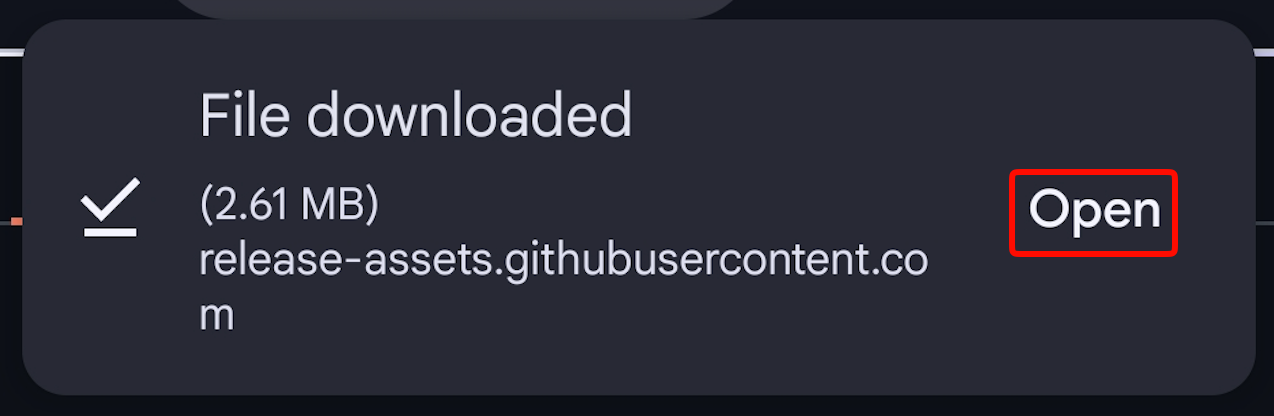 File downloaded
(2.61 MB)
Open
release-assets.githubusercontent.co
m